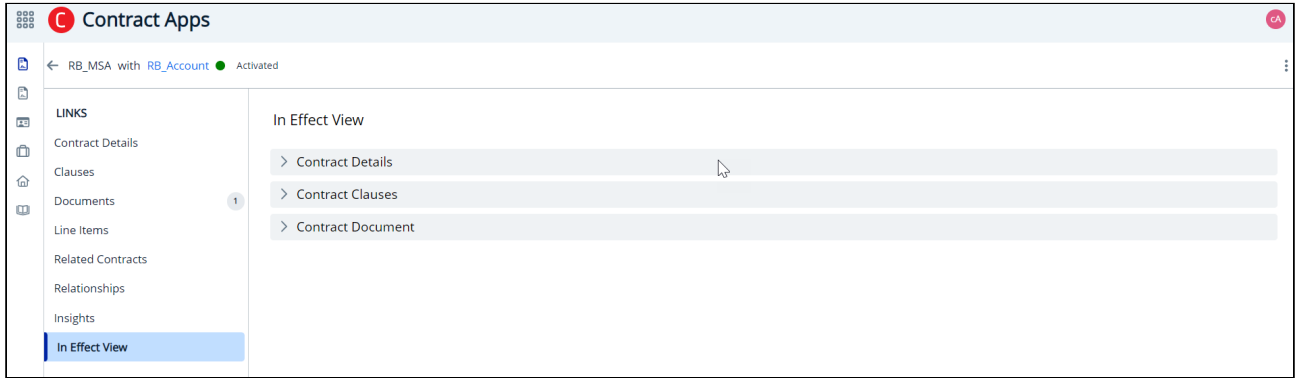 C Contract Apps
cA
RB_MSA with RB_Account Activated
LINKS
Contract Details
Clauses
Documents 1
Line Items
Related Contracts
Relationships
Insights
In Effect View
In Effect View
Contract Details
Contract Clauses
Contract Document